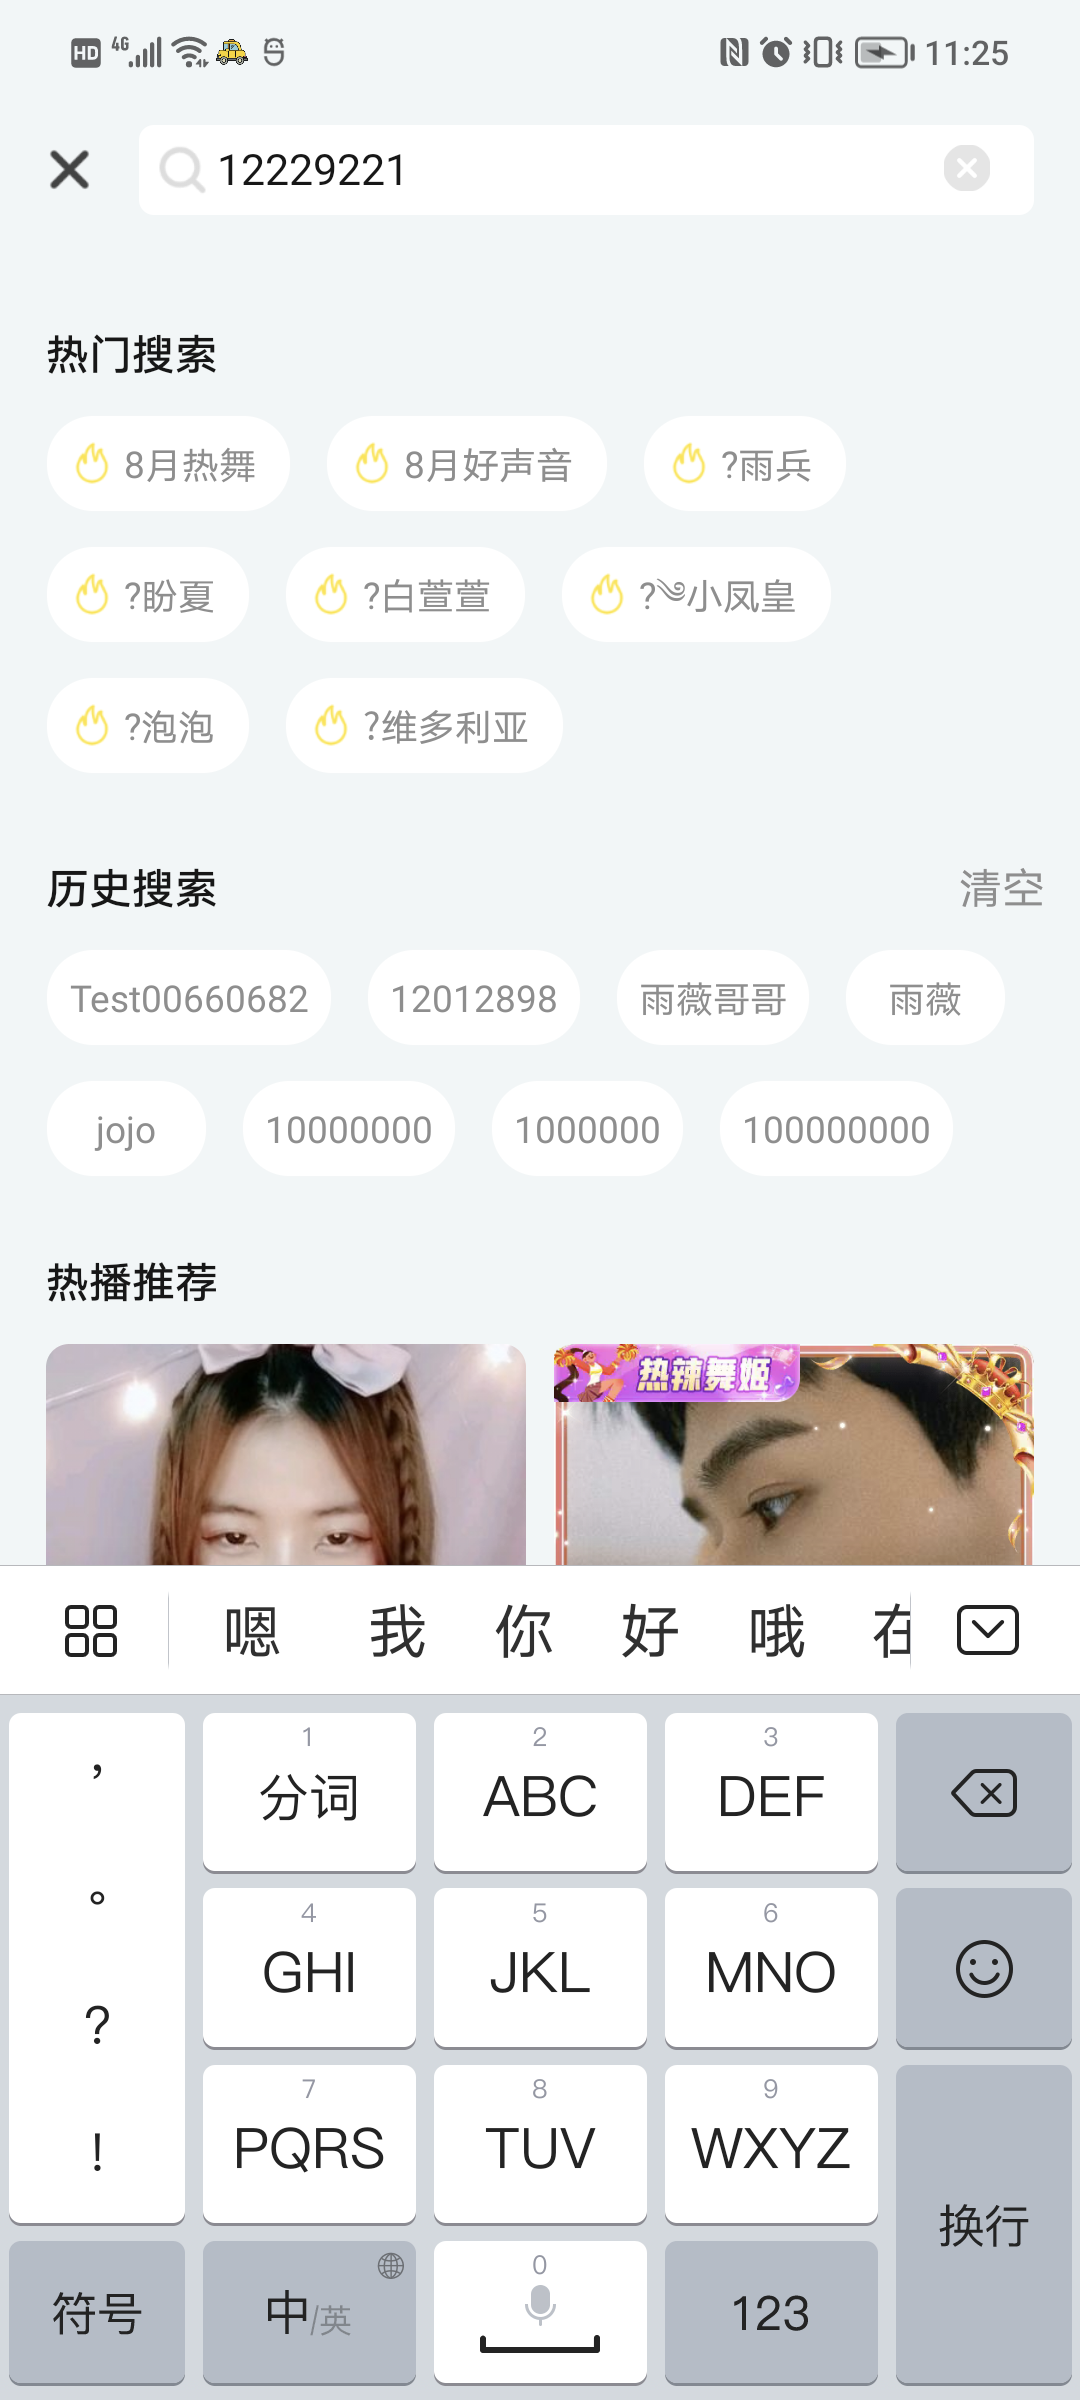 HD 4G 11:25
12229221
热门搜索
8月热舞 8月好声音 ?雨兵
?盼夏 ?白萱萱 ?༄小凤皇
?泡泡 ?维多利亚
历史搜索 清空
Test00660682 12012898 雨薇哥哥 雨薇
jojo 10000000 1000000 100000000
热播推荐
热辣舞姬
嗯 我 你 好 哦 在
, 1 2 3
分词 ABC DEF
。 4 5 6
GHI JKL MNO
? 7 8 9
! PQRS TUV WXYZ
换行
符号 中/英 0 123